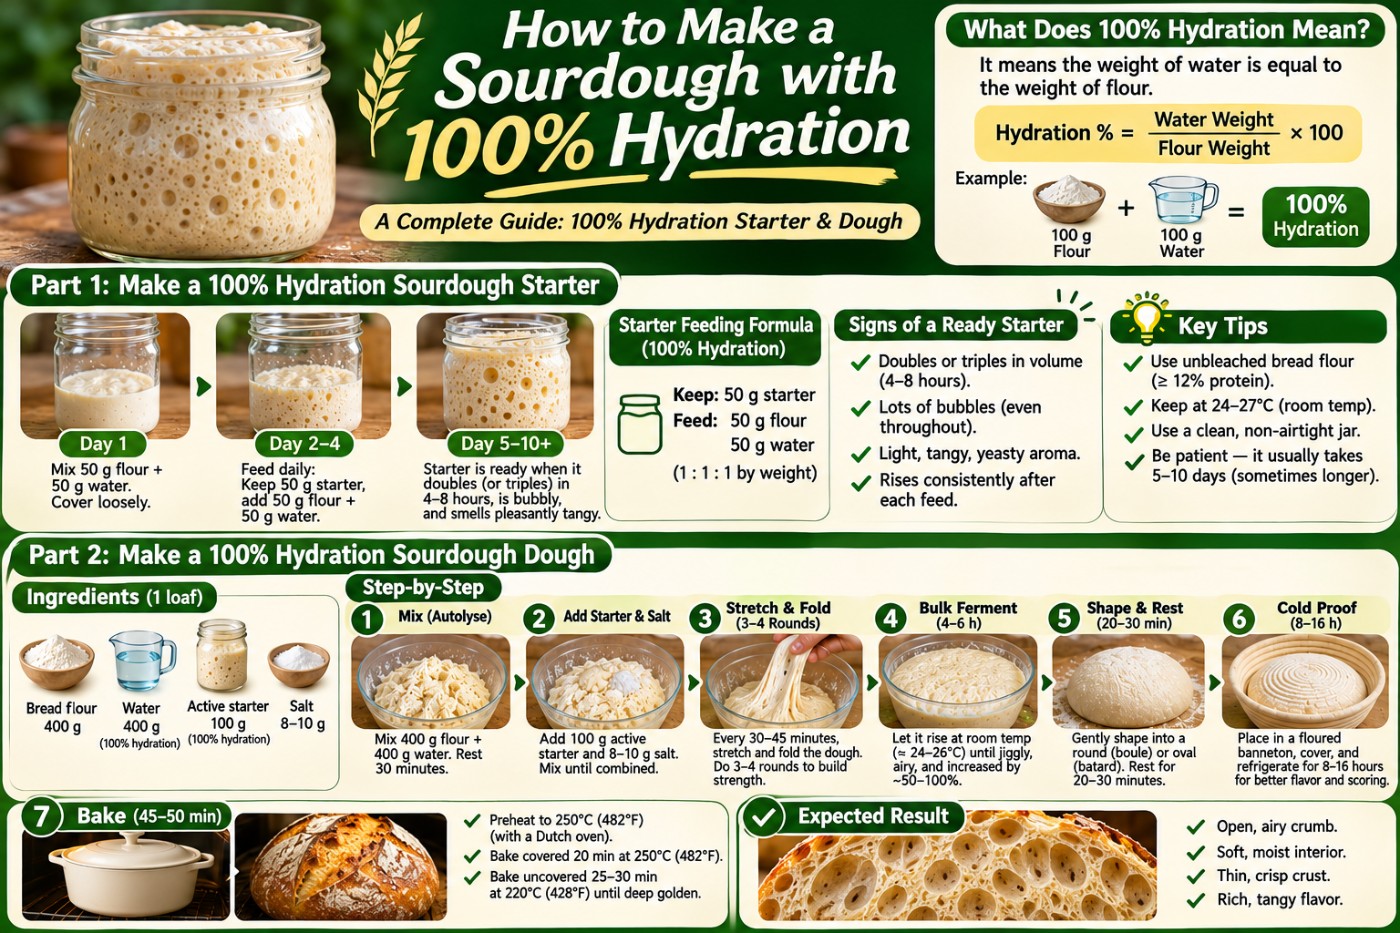 How to Make a
Sourdough with
100% Hydration
A Complete Guide: 100% Hydration Starter & Dough
What Does 100% Hydration Mean?
It means the weight of water is equal to
the weight of flour.
Hydration % = Water Weight / Flour Weight × 100
Example:
100 g
Flour
+
100 g
Water
=
100%
Hydration
Part 1: Make a 100% Hydration Sourdough Starter
Day 1
Mix 50 g flour +
50 g water.
Cover loosely.
Day 2–4
Feed daily:
Keep 50 g starter,
add 50 g flour +
50 g water.
Day 5–10+
Starter is ready when it
doubles (or triples) in
4–8 hours, is bubbly,
and smells pleasantly tangy.
Starter Feeding Formula
(100% Hydration)
Keep: 50 g starter
Feed: 50 g flour
50 g water
(1 : 1 : 1 by weight)
Signs of a Ready Starter
Doubles or triples in volume
(4–8 hours).
Lots of bubbles (even
throughout).
Light, tangy, yeasty aroma.
Rises consistently after
each feed.
Key Tips
Use unbleached bread flour
(≥ 12% protein).
Keep at 24–27°C (room temp).
Use a clean, non-airtight jar.
Be patient — it usually takes
5–10 days (sometimes longer).
Part 2: Make a 100% Hydration Sourdough Dough
Ingredients (1 loaf)
Bread flour
400 g
Water
400 g
(100% hydration)
Active starter
100 g
(100% hydration)
Salt
8–10 g
Step-by-Step
1 Mix (Autolyse)
Mix 400 g flour +
400 g water. Rest
30 minutes.
2 Add Starter & Salt
Add 100 g active
starter and 8–10 g salt.
Mix until combined.
3 Stretch & Fold
(3–4 Rounds)
Every 30–45 minutes,
stretch and fold the dough.
Do 3–4 rounds to build
strength.
4 Bulk Ferment
(4–6 h)
Let it rise at room temp
(≈ 24–26°C) until jiggly,
airy, and increased by
~50–100%.
5 Shape & Rest
(20–30 min)
Gently shape into a
round (boule) or oval
(batard). Rest for
20–30 minutes.
6 Cold Proof
(8–16 h)
Place in a floured
banneton, cover, and
refrigerate for 8–16 hours
for better flavor and scoring.
7 Bake (45–50 min)
Preheat to 250°C (482°F)
(with a Dutch oven).
Bake covered 20 min at 250°C (482°F).
Bake uncovered 25–30 min
at 220°C (428°F) until deep golden.
Expected Result
Open, airy crumb.
Soft, moist interior.
Thin, crisp crust.
Rich, tangy flavor.